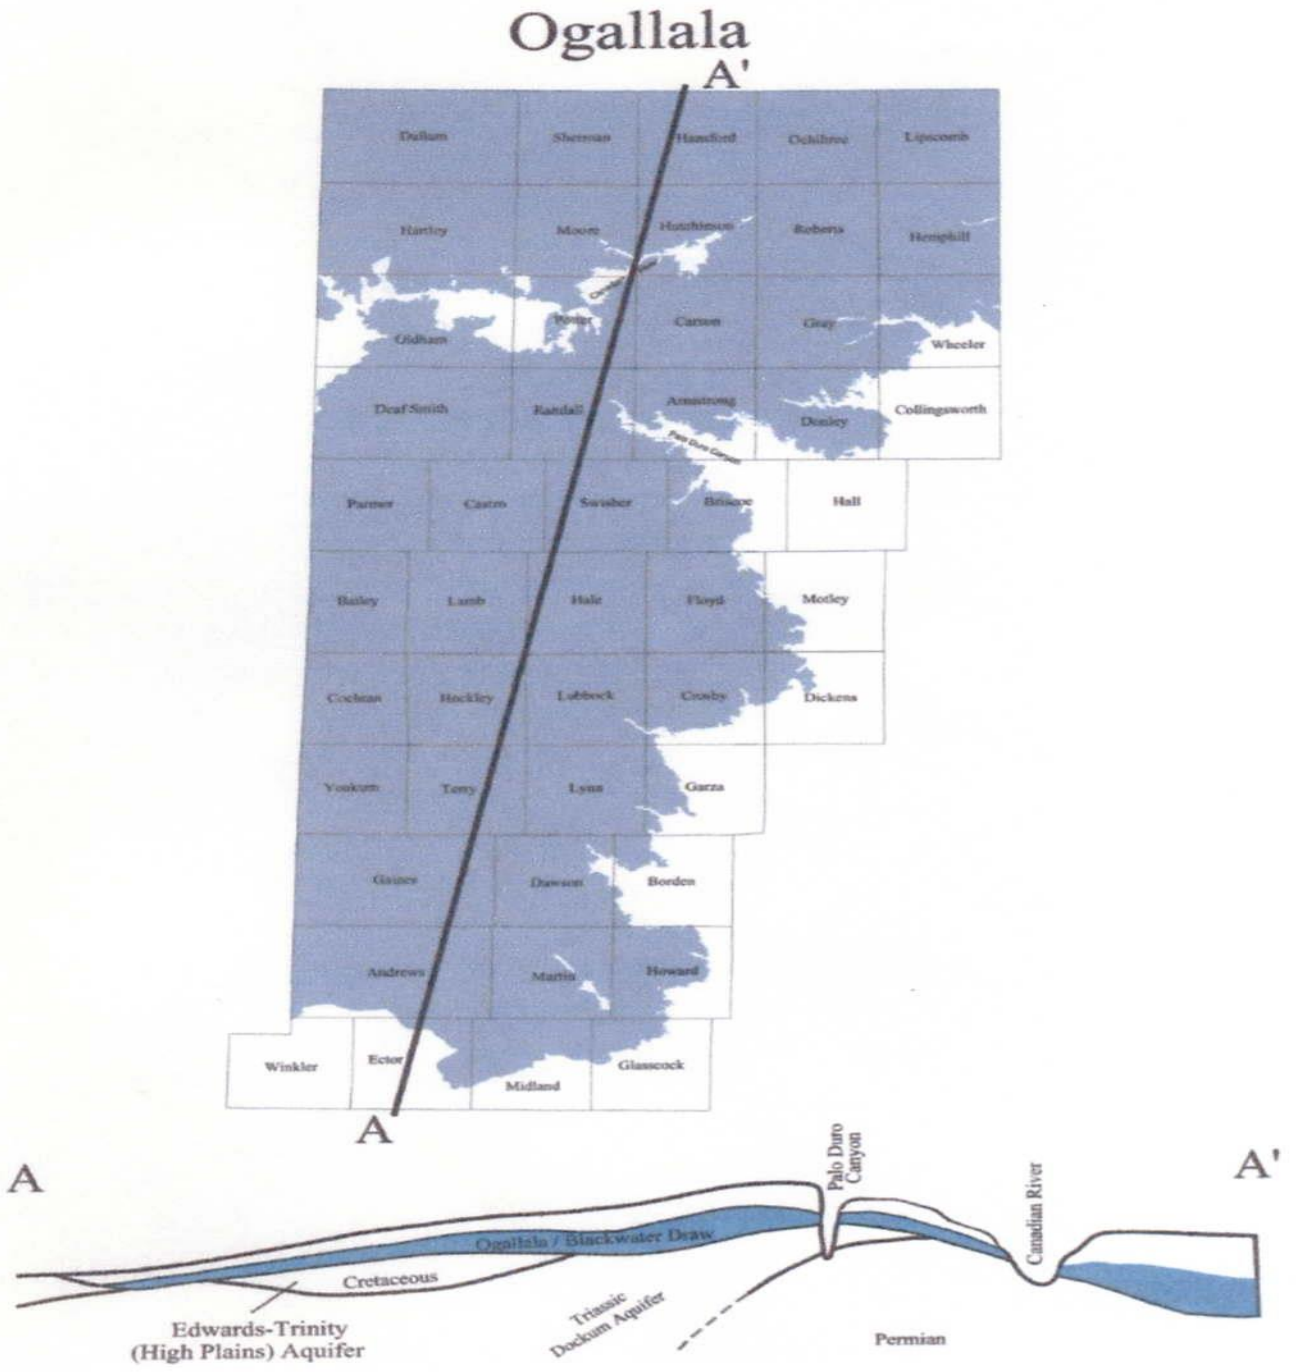 Ogallala
A'
Dallam
Sherman
Hansford
Ochiltree
Lipscomb
Hartley
Moore
Hutchinson
Roberts
Hemphill
Canadian River
Oldham
Potter
Carson
Gray
Wheeler
Deaf Smith
Randall
Armstrong
Donley
Collingsworth
Palo Duro Canyon
Parmer
Castro
Swisher
Briscoe
Hall
Bailey
Lamb
Hale
Floyd
Motley
Cochran
Hockley
Lubbock
Crosby
Dickens
Yoakum
Terry
Lynn
Garza
Gaines
Dawson
Borden
Andrews
Martin
Howard
Winkler
Ector
Midland
Glasscock
A
A
Palo Duro
Canyon
Canadian River
A'
Ogallala / Blackwater Draw
Cretaceous
Edwards-Trinity
(High Plains) Aquifer
Triassic
Dockum Aquifer
Permian